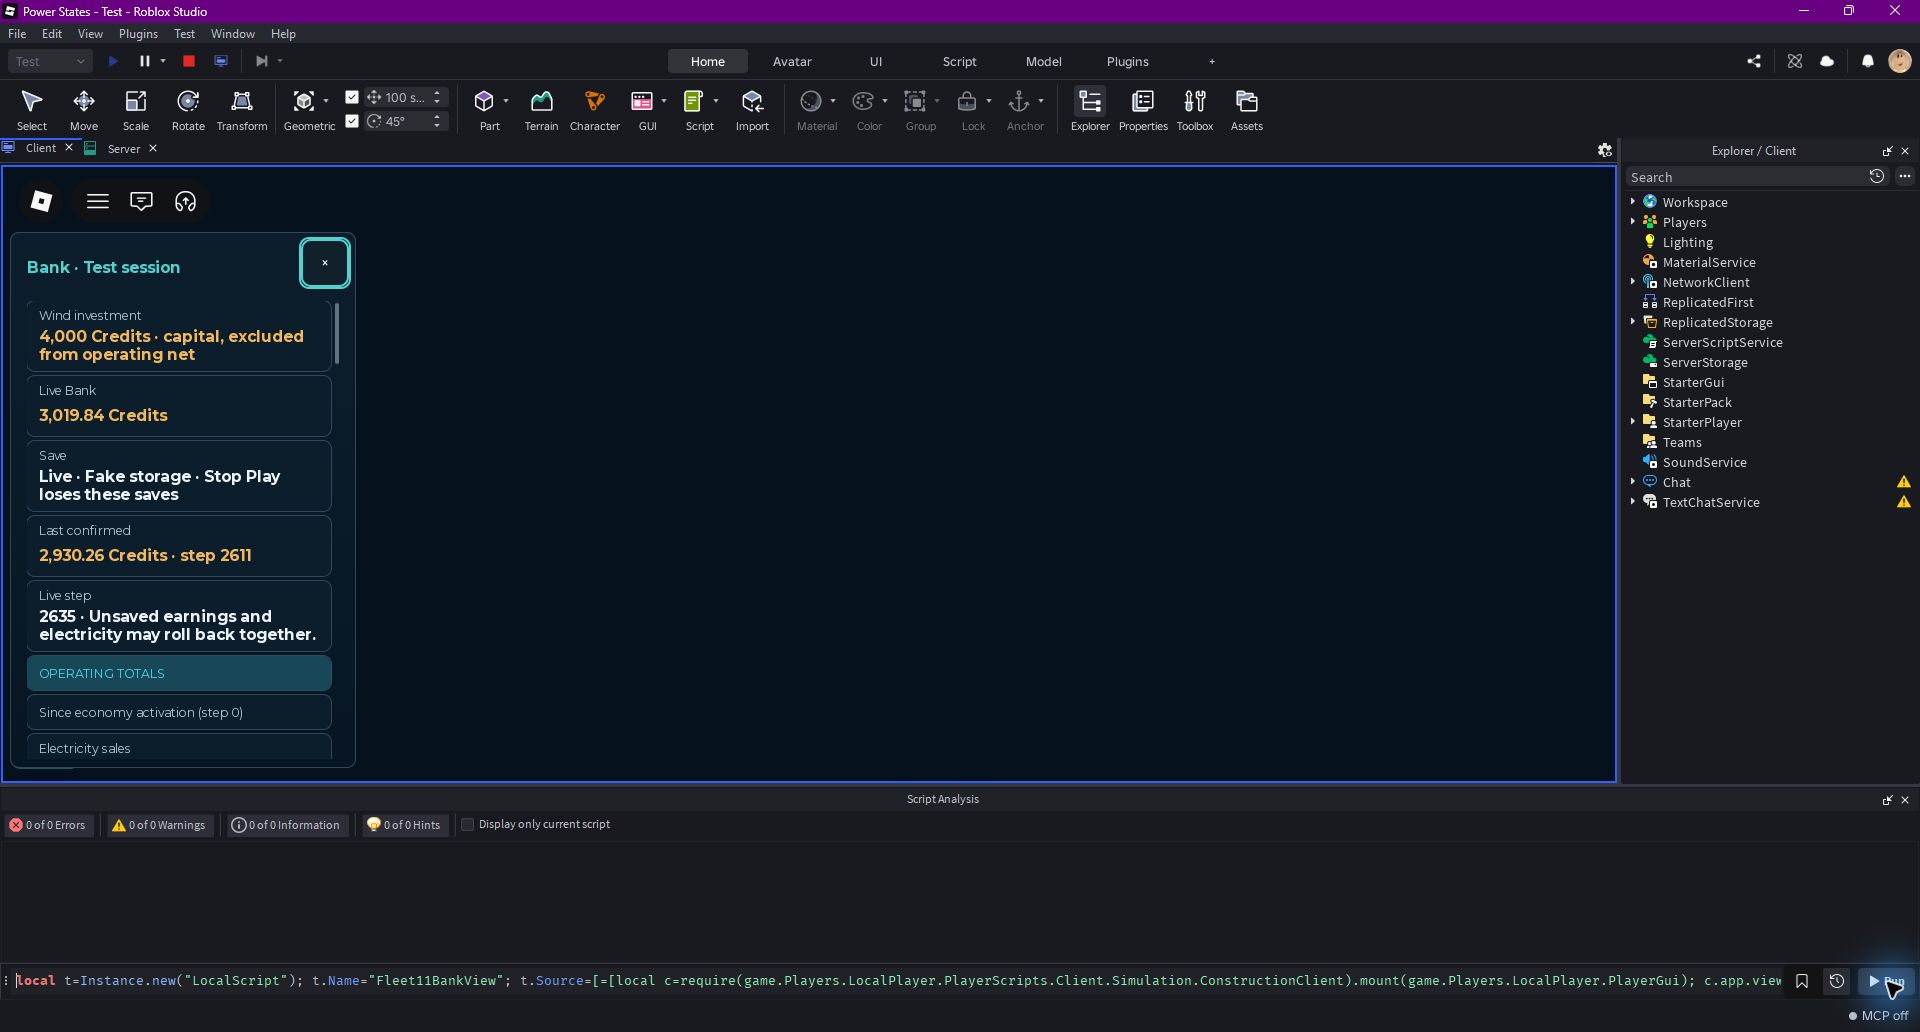 Power States - Test - Roblox Studio
File Edit View Plugins Test Window Help
Test
Home Avatar UI Script Model Plugins +
100 s...
45°
Select Move Scale Rotate Transform Geometric Part Terrain Character GUI Script Import Material Color Group Lock Anchor Explorer Properties Toolbox Assets
Client Server
Explorer / Client
Search
Workspace
Players
Lighting
MaterialService
NetworkClient
ReplicatedFirst
ReplicatedStorage
ServerScriptService
ServerStorage
StarterGui
StarterPack
StarterPlayer
Teams
SoundService
Chat
TextChatService
Bank · Test session
×
Wind investment
4,000 Credits · capital, excluded
from operating net
Live Bank
3,019.84 Credits
Save
Live · Fake storage · Stop Play
loses these saves
Last confirmed
2,930.26 Credits · step 2611
Live step
2635 · Unsaved earnings and
electricity may roll back together.
OPERATING TOTALS
Since economy activation (step 0)
Electricity sales
Script Analysis
0 of 0 Errors 0 of 0 Warnings 0 of 0 Information 0 of 0 Hints Display only current script
local t=Instance.new("LocalScript"); t.Name="Fleet11BankView"; t.Source=[=[local c=require(game.Players.LocalPlayer.PlayerScripts.Client.Simulation.ConstructionClient).mount(game.Players.LocalPlayer.PlayerGui); c.app.view
MCP off